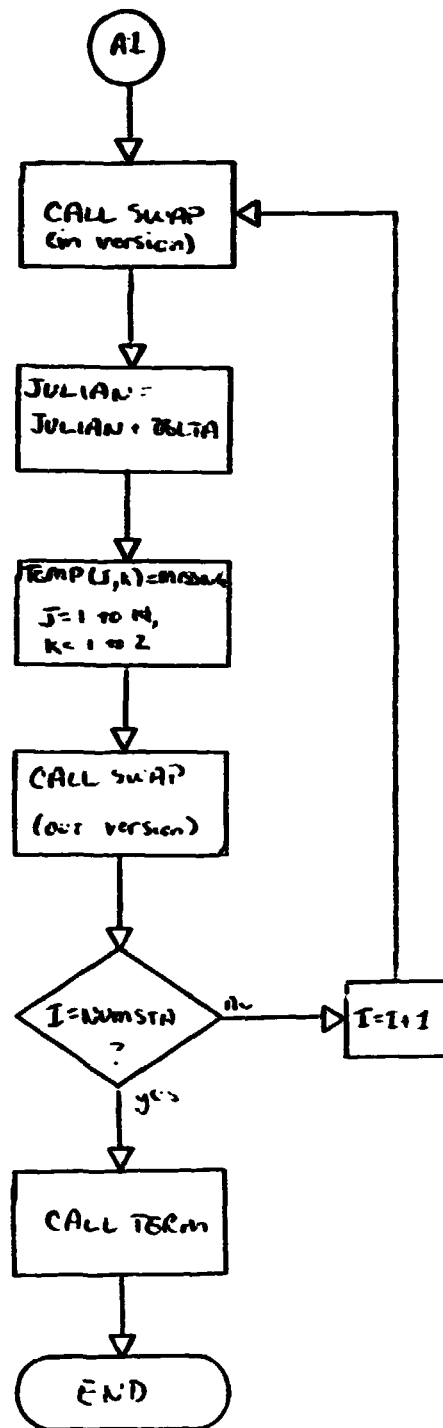 A1
CALL SWAP
(in version)
JULIAN =
JULIAN + DELTA
TEMP(J,K)=MISSING
J=1 to 14,
K= 1 to 2
CALL SWAP
(out version)
I=NUMSTA
?
no
I=I+1
yes
CALL TERM
END